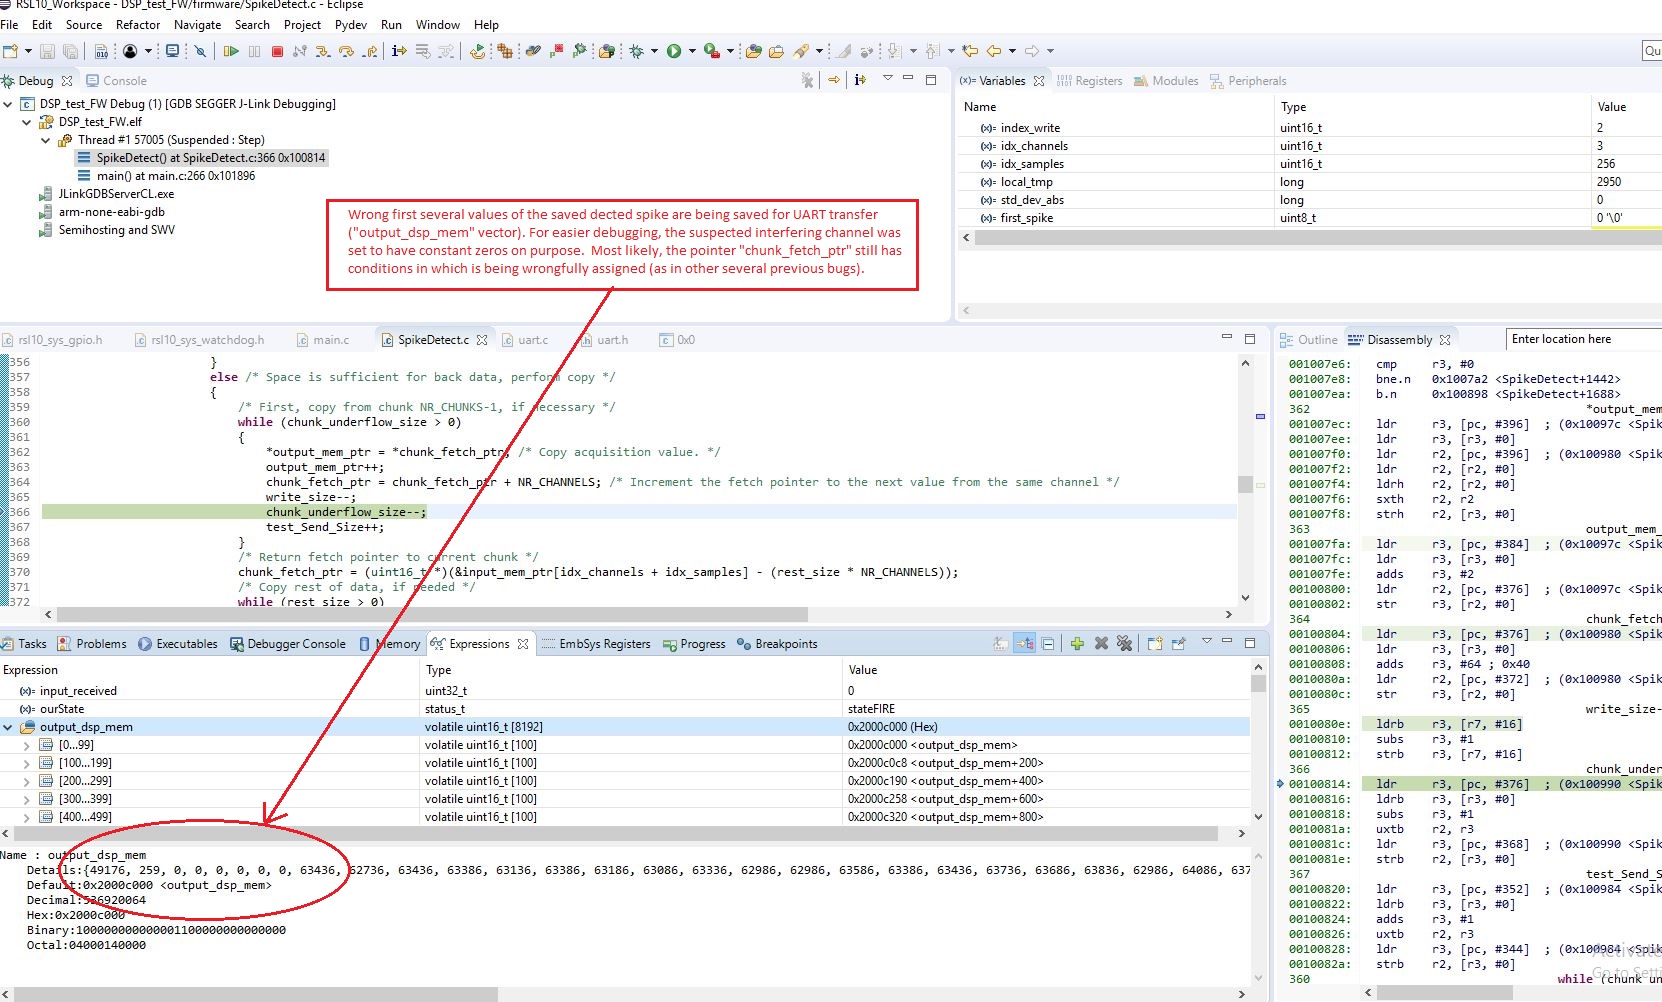 RSL10_Workspace - DSP_test_FW/firmware/SpikeDetect.c - Eclipse
File Edit Source Refactor Navigate Search Project Pydev Run Window Help
Qu
Debug Console
(x)= Variables Registers Modules Peripherals
DSP_test_FW Debug (1) [GDB SEGGER J-Link Debugging]
DSP_test_FW.elf
Thread #1 57005 (Suspended : Step)
SpikeDetect() at SpikeDetect.c:366 0x100814
main() at main.c:266 0x101896
JLinkGDBServerCL.exe
arm-none-eabi-gdb
Semihosting and SWV
Name Type Value
(x)= index_write uint16_t 2
(x)= idx_channels uint16_t 3
(x)= idx_samples uint16_t 256
(x)= local_tmp long 2950
(x)= std_dev_abs long 0
(x)= first_spike uint8_t 0 '\0'
Wrong first several values of the saved dected spike are being saved for UART transfer
("output_dsp_mem" vector). For easier debugging, the suspected interfering channel was
set to have constant zeros on purpose. Most likely, the pointer "chunk_fetch_ptr" still has
conditions in which is being wrongfully assigned (as in other several previous bugs).
rsl10_sys_gpio.h rsl10_sys_watchdog.h main.c SpikeDetect.c uart.c uart.h 0x0
356 }
357 else /* Space is sufficient for back data, perform copy */
358 {
359 /* First, copy from chunk NR_CHUNKS-1, if necessary */
360 while (chunk_underflow_size > 0)
361 {
362 *output_mem_ptr = *chunk_fetch_ptr; /* Copy acquisition value. */
363 output_mem_ptr++;
364 chunk_fetch_ptr = chunk_fetch_ptr + NR_CHANNELS; /* Increment the fetch pointer to the next value from the same channel */
365 write_size--;
366 chunk_underflow_size--;
367 test_Send_Size++;
368 }
369 /* Return fetch pointer to current chunk */
370 chunk_fetch_ptr = (uint16_t *)(&input_mem_ptr[idx_channels + idx_samples] - (rest_size * NR_CHANNELS));
371 /* Copy rest of data, if needed */
372 while (rest size > 0)
Outline Disassembly Enter location here
001007e6: cmp r3, #0
001007e8: bne.n 0x1007a2 <SpikeDetect+1442>
001007ea: b.n 0x100898 <SpikeDetect+1688>
362 *output_mem
001007ec: ldr r3, [pc, #396] ; (0x10097c <Spik
001007ee: ldr r3, [r3, #0]
001007f0: ldr r2, [pc, #396] ; (0x100980 <Spik
001007f2: ldr r2, [r2, #0]
001007f4: ldrh r2, [r2, #0]
001007f6: sxth r2, r2
001007f8: strh r2, [r3, #0]
363 output_mem_
001007fa: ldr r3, [pc, #384] ; (0x10097c <Spik
001007fc: ldr r3, [r3, #0]
001007fe: adds r3, #2
00100800: ldr r2, [pc, #376] ; (0x10097c <Spik
00100802: str r3, [r2, #0]
364 chunk_fetch
00100804: ldr r3, [pc, #376] ; (0x100980 <Spik
00100806: ldr r3, [r3, #0]
00100808: adds r3, #64 ; 0x40
0010080a: ldr r2, [pc, #372] ; (0x100980 <Spik
0010080c: str r3, [r2, #0]
365 write_size-
0010080e: ldrb r3, [r7, #16]
00100810: subs r3, #1
00100812: strb r3, [r7, #16]
366 chunk_under
00100814: ldr r3, [pc, #376] ; (0x100990 <Spik
00100816: ldrb r3, [r3, #0]
00100818: subs r3, #1
0010081a: uxtb r2, r3
0010081c: ldr r3, [pc, #368] ; (0x100990 <Spik
0010081e: strb r2, [r3, #0]
367 test_Send_S
00100820: ldr r3, [pc, #352] ; (0x100984 <Spik
00100822: ldrb r3, [r3, #0]
00100824: adds r3, #1
00100826: uxtb r2, r3
00100828: ldr r3, [pc, #344] ; (0x100984 <Spik
0010082a: strb r2, [r3, #0]
360 while (chunk un
Tasks Problems Executables Debugger Console Memory Expressions EmbSys Registers Progress Breakpoints
Expression Type Value
(x)= input_received uint32_t 0
(x)= ourState status_t stateFIRE
output_dsp_mem volatile uint16_t [8192] 0x2000c000 (Hex)
[0...99] volatile uint16_t [100] 0x2000c000 <output_dsp_mem>
[100...199] volatile uint16_t [100] 0x2000c0c8 <output_dsp_mem+200>
[200...299] volatile uint16_t [100] 0x2000c190 <output_dsp_mem+400>
[300...399] volatile uint16_t [100] 0x2000c258 <output_dsp_mem+600>
[400...499] volatile uint16_t [100] 0x2000c320 <output_dsp_mem+800>
Name : output_dsp_mem
Details:{49176, 259, 0, 0, 0, 0, 0, 0, 63436, 62736, 63436, 63386, 63136, 63386, 63186, 63086, 63336, 62986, 62986, 63586, 63386, 63436, 63736, 63686, 63836, 62986, 64086, 637
Default:0x2000c000 <output_dsp_mem>
Decimal:536920064
Hex:0x2000c000
Binary:100000000000001100000000000000
Octal:04000140000
Activate
Go to Setti